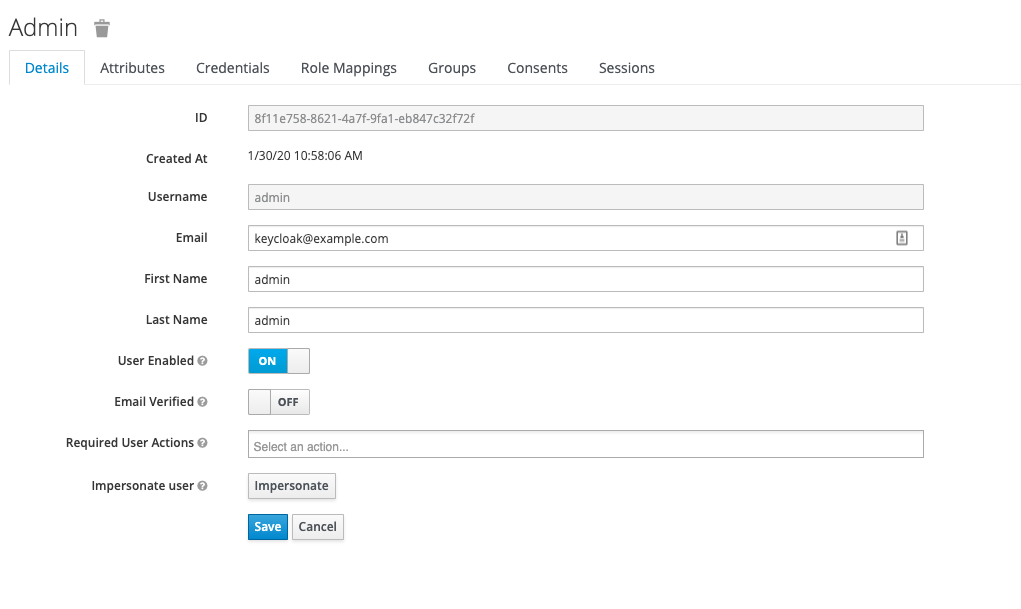 Admin
Details Attributes Credentials Role Mappings Groups Consents Sessions
ID 8f11e758-8621-4a7f-9fa1-eb847c32f72f
Created At 1/30/20 10:58:06 AM
Username admin
Email keycloak@example.com
First Name admin
Last Name admin
User Enabled ON
Email Verified OFF
Required User Actions Select an action...
Impersonate user Impersonate
Save Cancel